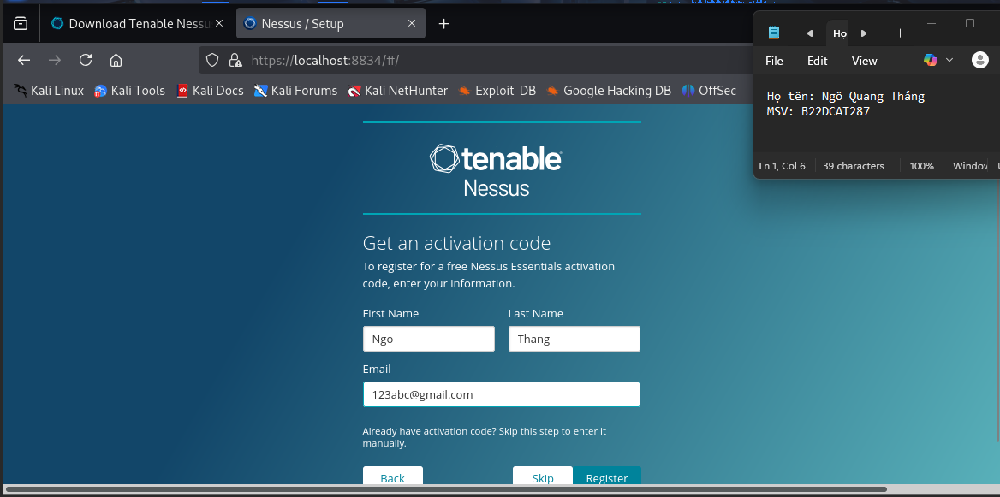 Download Tenable Nessu
Nessus / Setup
https://localhost:8834/#/
Kali Linux
Kali Tools
Kali Docs
Kali Forums
Kali NetHunter
Exploit-DB
Google Hacking DB
OffSec
Họ
File
Edit
View
Họ tên: Ngô Quang Thắng
MSV: B22DCAT287
Ln 1, Col 6
39 characters
100%
Window
tenable
Nessus
Get an activation code
To register for a free Nessus Essentials activation
code, enter your information.
First Name
Last Name
Ngo
Thang
Email
123abc@gmail.com
Already have activation code? Skip this step to enter it
manually.
Back
Skip
Register